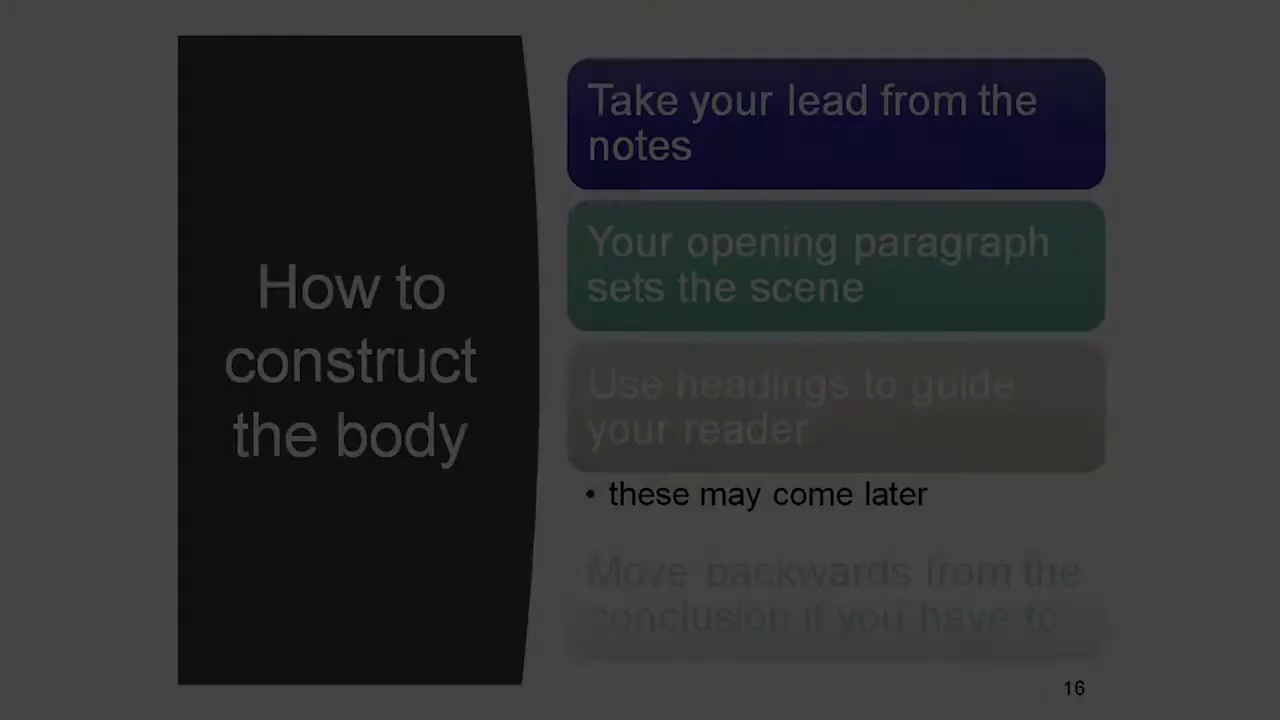 How to
construct
the body
Take your lead from the
notes
Your opening paragraph
sets the scene
Use headings to guide
your reader
• these may come later
Move backwards from the
conclusion if you have to
16